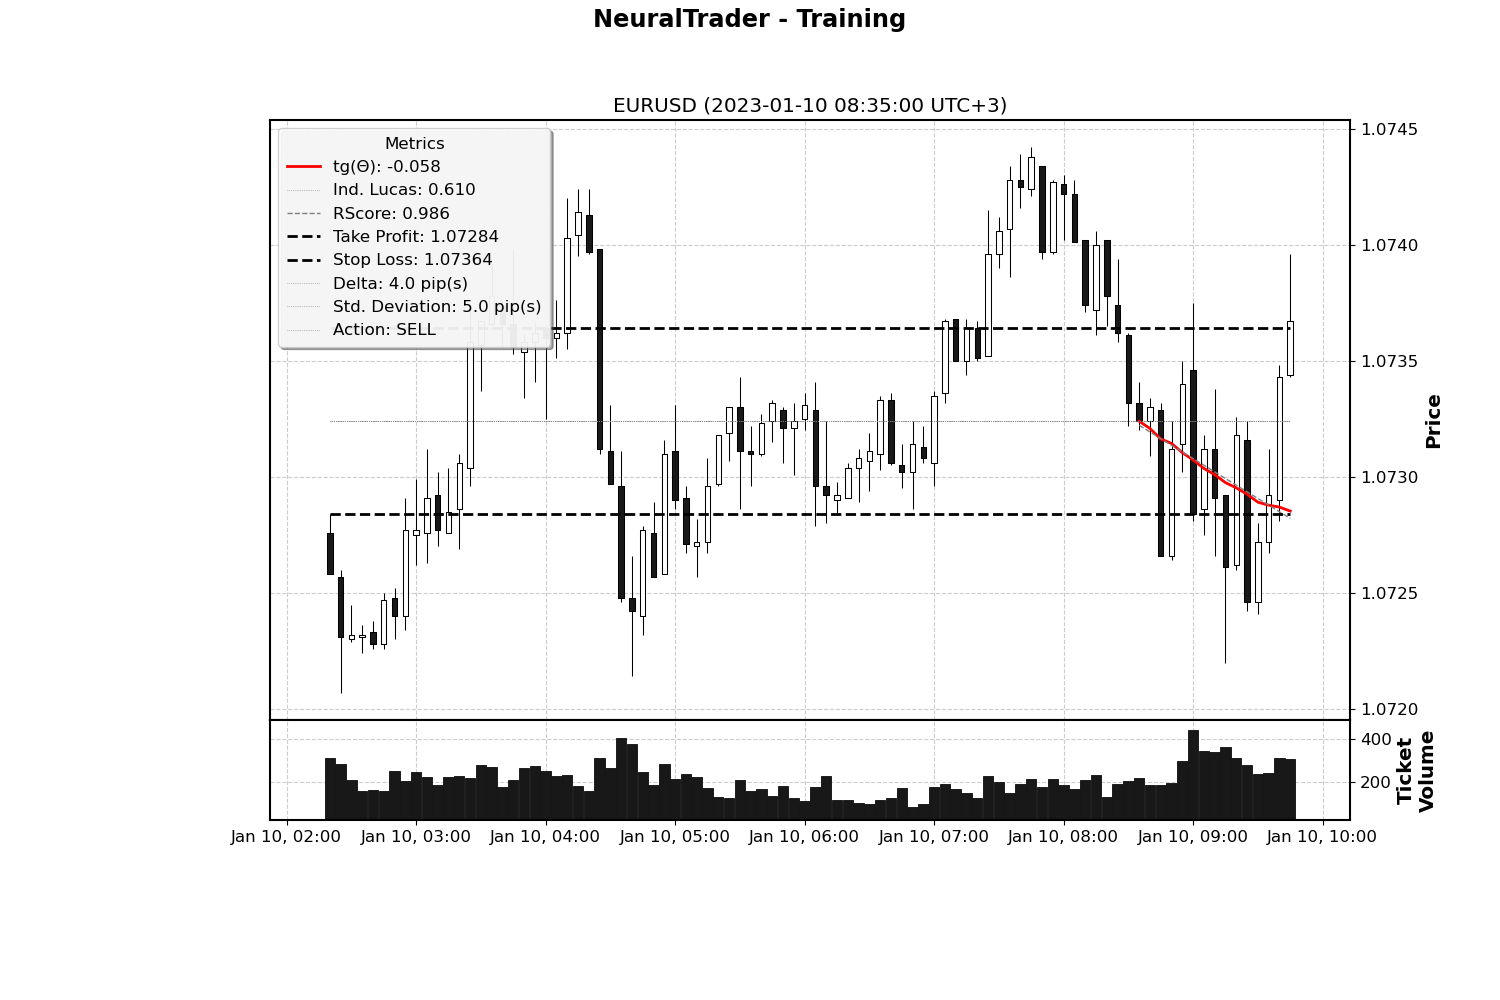 NeuralTrader - Training
EURUSD (2023-01-10 08:35:00 UTC+3)
Metrics
tg(Θ): -0.058
Ind. Lucas: 0.610
RScore: 0.986
Take Profit: 1.07284
Stop Loss: 1.07364
Delta: 4.0 pip(s)
Std. Deviation: 5.0 pip(s)
Action: SELL
1.0745
1.0740
1.0735
1.0730
1.0725
1.0720
Price
400
200
Ticket
Volume
Jan 10, 02:00
Jan 10, 03:00
Jan 10, 04:00
Jan 10, 05:00
Jan 10, 06:00
Jan 10, 07:00
Jan 10, 08:00
Jan 10, 09:00
Jan 10, 10:00